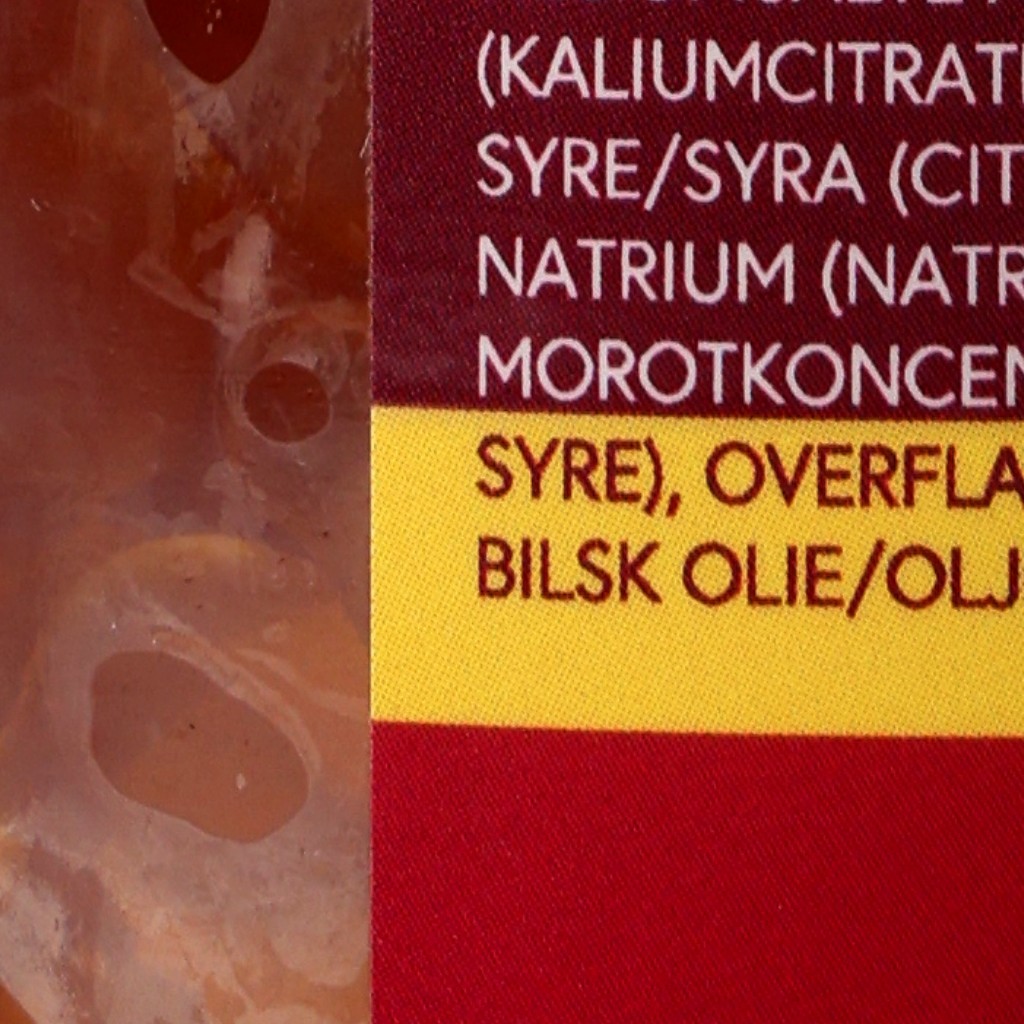 (KALIUMCITRAT
SYRE/SYRA (CIT
NATRIUM (NATR
MOROTKONCEN
SYRE), OVERFLA
BILSK OLIE/OLJ